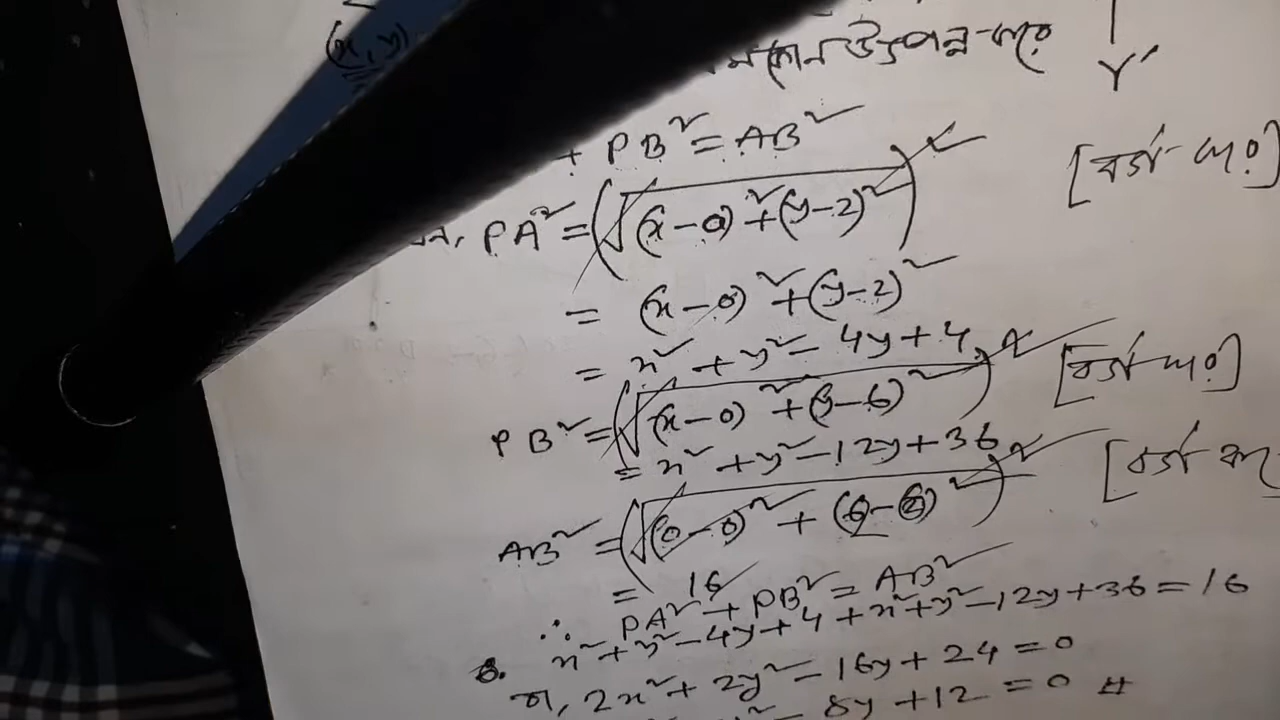 (x, y)
উৎপন্ন করে
Y′
+ PB² = AB²
PA² = (√(x-0)²+(y-2)²)² [বর্গ করে]
= (x-0)²+(y-2)²
= x²+y²-4y+4
PB² = (√(x-0)²+(y-6)²)² [বর্গ করে]
= x²+y²-12y+36
AB² = (√(0-0)²+(6-2)²)² [বর্গ
= 16
∴ PA²+PB² = AB²
x²+y²-4y+4+x²+y²-12y+36=16
বা, 2x²+2y²-16y+24=0
8y+12=0 #